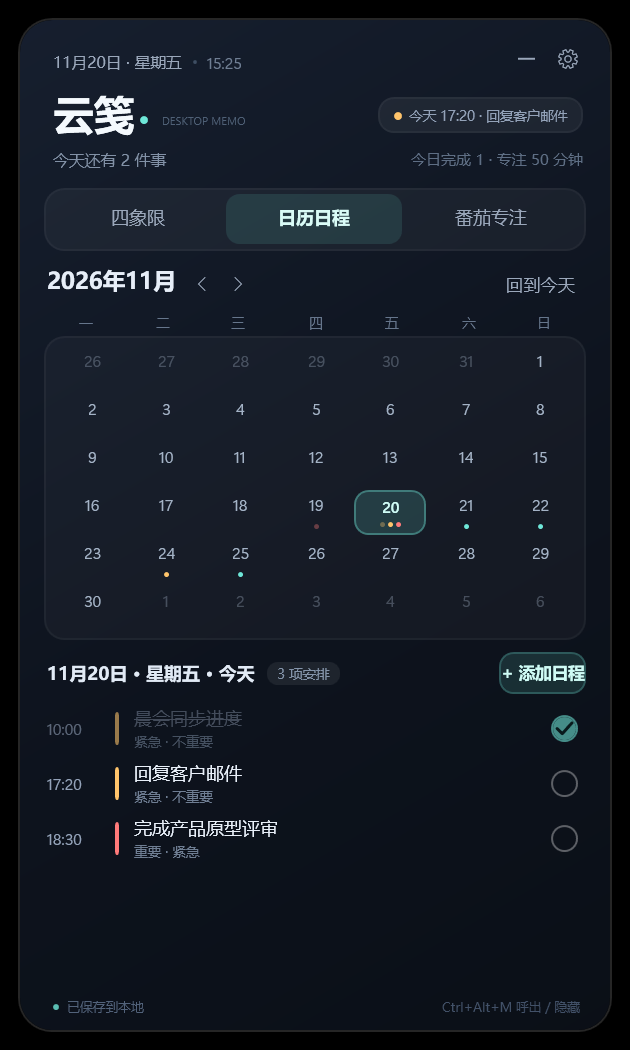 11月20日 · 星期五 • 15:25
云笺 DESKTOP MEMO
今天 17:20 · 回复客户邮件
今天还有 2 件事
今日完成 1 · 专注 50 分钟
四象限 日历日程 番茄专注
2026年11月 回到今天
一 二 三 四 五 六 日
26 27 28 29 30 31 1
2 3 4 5 6 7 8
9 10 11 12 13 14 15
16 17 18 19 20 21 22
23 24 25 26 27 28 29
30 1 2 3 4 5 6
11月20日 • 星期五 • 今天 3 项安排 + 添加日程
10:00 晨会同步进度
紧急 · 不重要
17:20 回复客户邮件
紧急 · 不重要
18:30 完成产品原型评审
重要 · 紧急
已保存到本地 Ctrl+Alt+M 呼出 / 隐藏